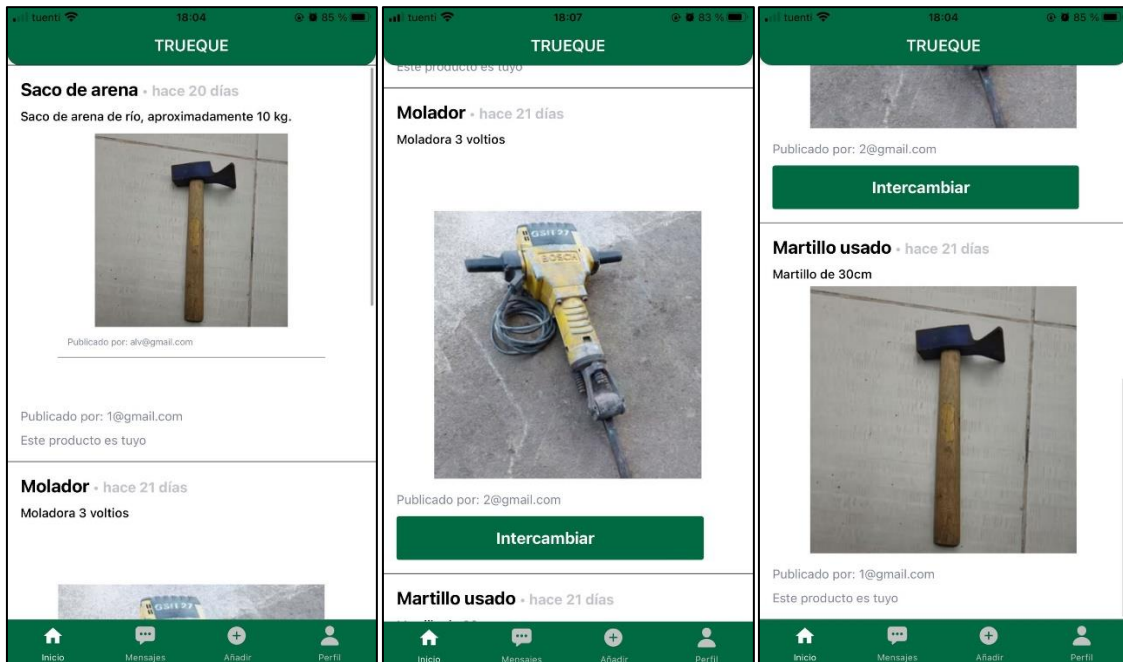 tuenti 18:04 85 %
TRUEQUE
Saco de arena • hace 20 días
Saco de arena de río, aproximadamente 10 kg.
Publicado por: alv@gmail.com
Publicado por: 1@gmail.com
Este producto es tuyo
Molador • hace 21 días
Moladora 3 voltios
GSH 27
Inicio Mensajes Añadir Perfil
tuenti 18:07 83 %
TRUEQUE
Este producto es tuyo
Molador • hace 21 días
Moladora 3 voltios
GSH 27
BOSCH
Publicado por: 2@gmail.com
Intercambiar
Martillo usado • hace 21 días
Inicio Mensajes Añadir Perfil
tuenti 18:04 85 %
TRUEQUE
Publicado por: 2@gmail.com
Intercambiar
Martillo usado • hace 21 días
Martillo de 30cm
Publicado por: 1@gmail.com
Este producto es tuyo
Inicio Mensajes Añadir Perfil